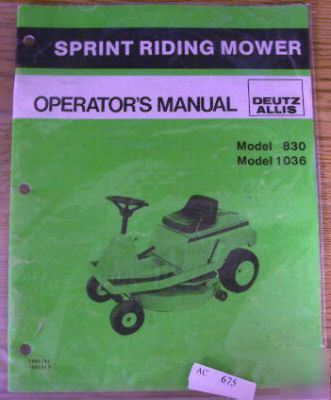 SPRINT RIDING MOWER
OPERATOR'S MANUAL
DEUTZ
ALLIS
Model 830
Model 1036
AC 675